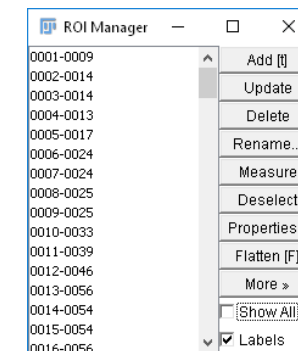 ROI Manager
0001-0009
0002-0014
0003-0014
0004-0013
0005-0017
0006-0024
0007-0024
0008-0025
0009-0025
0010-0033
0011-0039
0012-0046
0013-0056
0014-0054
0015-0054
0016-0056
Add [t]
Update
Delete
Rename..
Measure
Deselect
Properties
Flatten [F]
More »
Show All
Labels